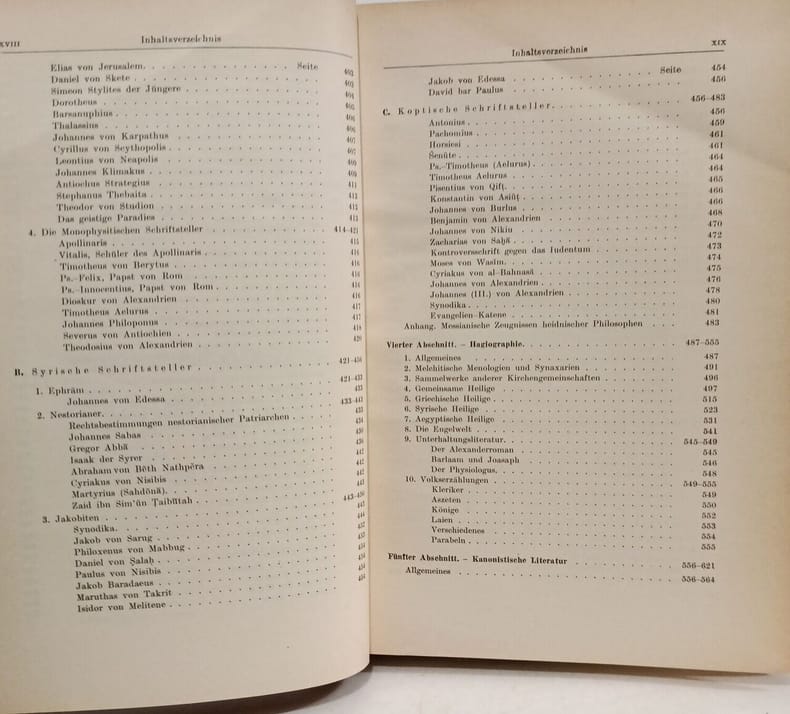 XVIII Inhaltsverzeichnis
Seite
Elias von Jerusalem
Daniel von Skete
Simeon Stylites der Jüngere
Dorotheus
Barsanuphius
Thalassius
Johannes von Karpathus
Cyrillus von Scythopolis
Leontius von Neapolis
Johannes Klimakus
Antiochus Strategius
Stephanus Thebaita
Theodor von Studion
Das geistige Paradies
4. Die Monophysitischen Schriftsteller 414–421
Apollinaris
Vitalis, Schüler des Apollinaris
Timotheus von Berytus
Ps.-Felix, Papst von Rom
Ps.-Innocentius, Papst von Rom
Dioskur von Alexandrien
Timotheus Aelurus
Johannes Philoponus
Severus von Antiochien
Theodosius von Alexandrien
B. Syrische Schriftsteller 421–456
1. Ephräm 421–433
Johannes von Edessa
2. Nestorianer 433–443
Rechtsbestimmungen nestorianischer Patriarchen
Johannes Sabas
Gregor Abbā
Isaak der Syrer
Abraham von Bēth Nathpēra
Cyriakus von Nisibis
Martyrius (Sahdōnā)
Zaid ibn Sim'ūn Taibūtah
3. Jakobiten 443–456
Synodika
Jakob von Sarug
Philoxenus von Mabbug
Daniel von Ṣalaḥ
Paulus von Nisibis
Jakob Baradaeus
Maruthas von Takrit
Isidor von Melitene
Inhaltsverzeichnis XIX
Seite
Jakob von Edessa 454
David bar Paulus 456
C. Koptische Schriftsteller 456–483
Antonius 456
Pachomius 459
Horsiesi 461
Šenūte 461
Ps.-Timotheus (Aelurus) 464
Timotheus Aelurus 464
Pisentius von Qifṭ 465
Konstantin von Asiūṭ 466
Johannes von Burlus 466
Benjamin von Alexandrien 468
Johannes von Nikiu 470
Zacharias von Saḫā 472
Kontroversschrift gegen das Iudentum 473
Moses von Wasim 474
Cyriakus von al-Bahnasā 475
Johannes von Alexandrien 476
Johannes (III.) von Alexandrien 478
Synodika 480
Evangelien-Katene 481
Anhang. Messianische Zeugnissen heidnischer Philosophen 483
Vierter Abschnitt. – Hagiographie. 487–555
1. Allgemeines 487
2. Melchitische Menologien und Synaxarien 491
3. Sammelwerke anderer Kirchengemeinschaften 496
4. Gemeinsame Heilige 497
5. Griechische Heilige 515
6. Syrische Heilige 523
7. Aegyptische Heilige 531
8. Die Engelwelt 541
9. Unterhaltungsliteratur 545–549
Der Alexanderroman 545
Barlaam und Joasaph 546
Der Physiologus 548
10. Volkserzählungen 549–555
Kleriker 549
Aszeten 550
Könige 552
Laien 553
Verschiedenes 554
Parabeln 555
Fünfter Abschnitt. – Kanonistische Literatur 556–621
Allgemeines 556–564